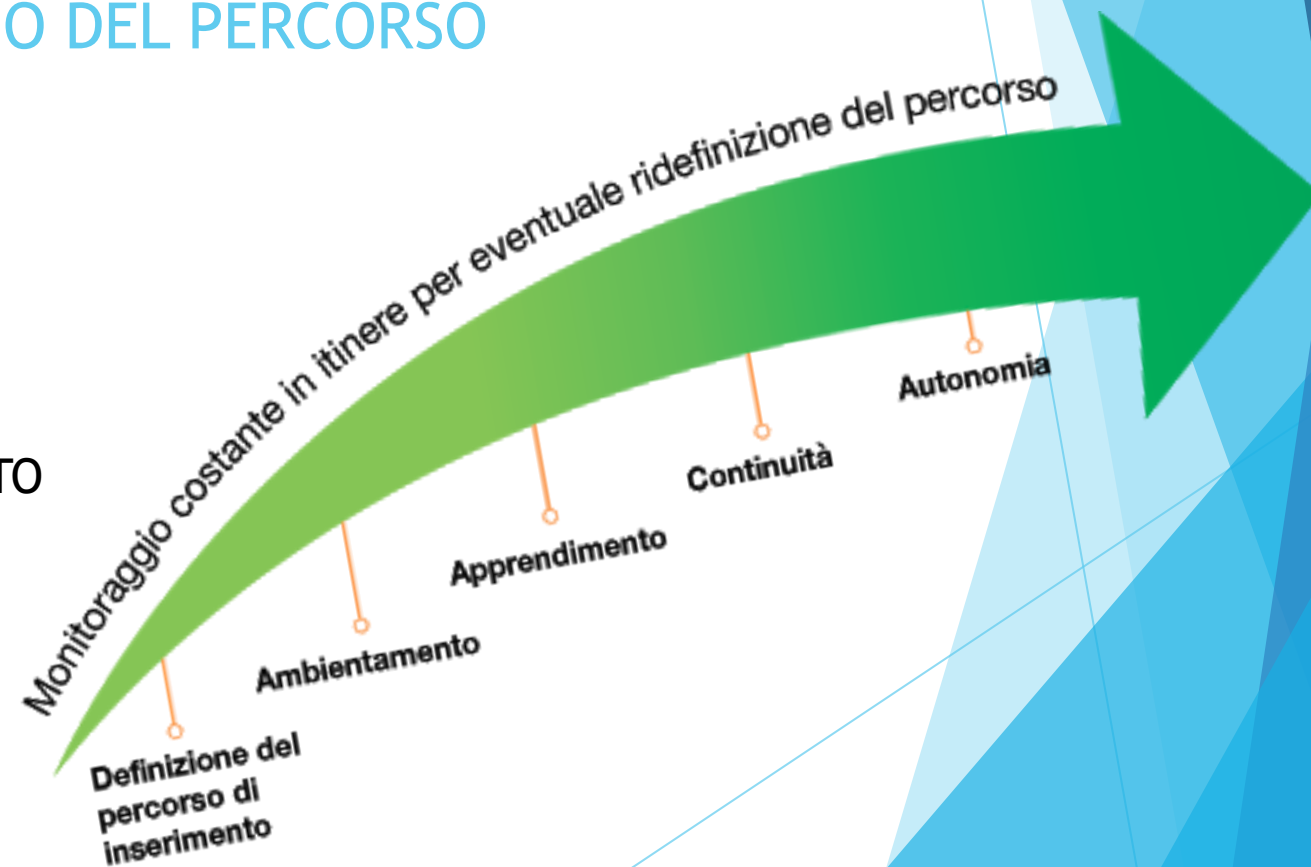 O DEL PERCORSO
Monitoraggio costante in itinere per eventuale ridefinizione del percorso
Autonomia
Continuità
TO
Apprendimento
Ambientamento
Definizione del
percorso di
inserimento